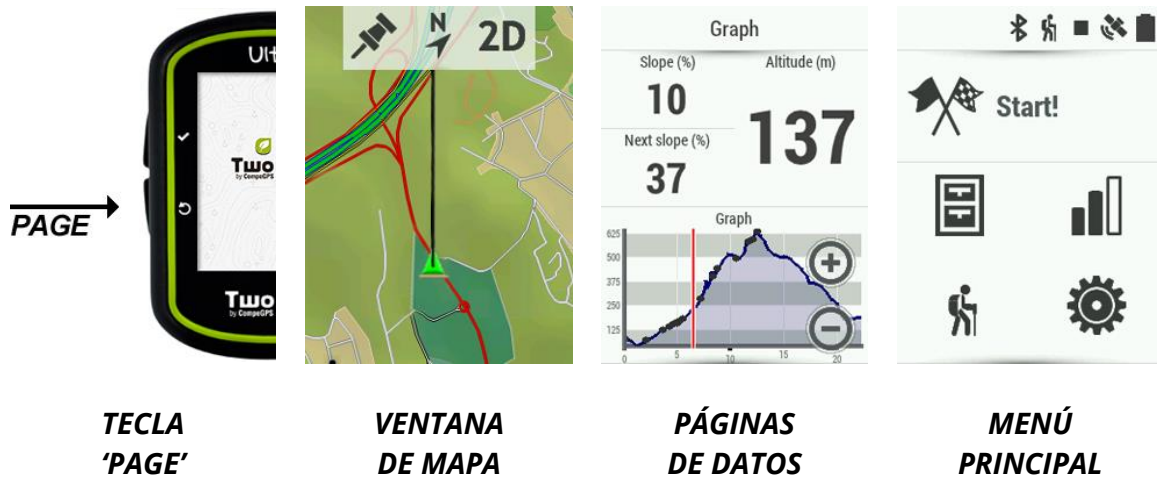 PAGE
Ult
Two
by CompeGPS
Two
by CompeGPS
TECLA
‘PAGE’
N
2D
VENTANA
DE MAPA
Graph
Slope (%)
Altitude (m)
10
137
Next slope (%)
37
Graph
625
500
375
250
125
0
5
10
15
20
PÁGINAS
DE DATOS
Start!
MENÚ
PRINCIPAL